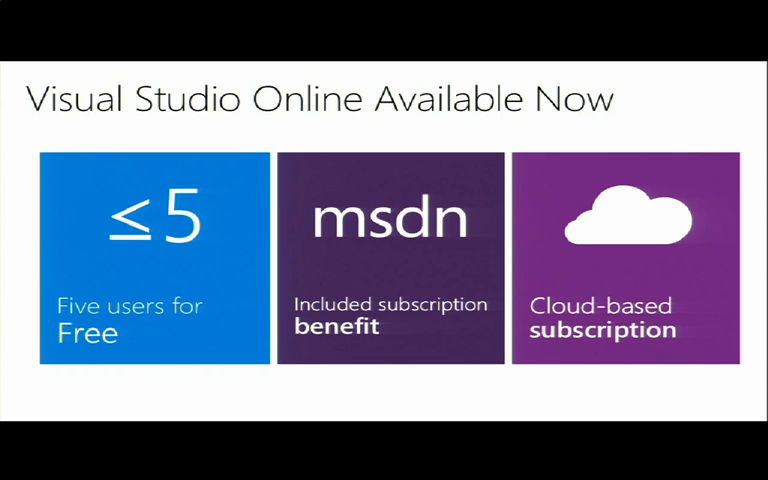 Visual Studio Online Available Now
≤5
Five users for
Free
msdn
Included subscription
benefit
Cloud-based
subscription